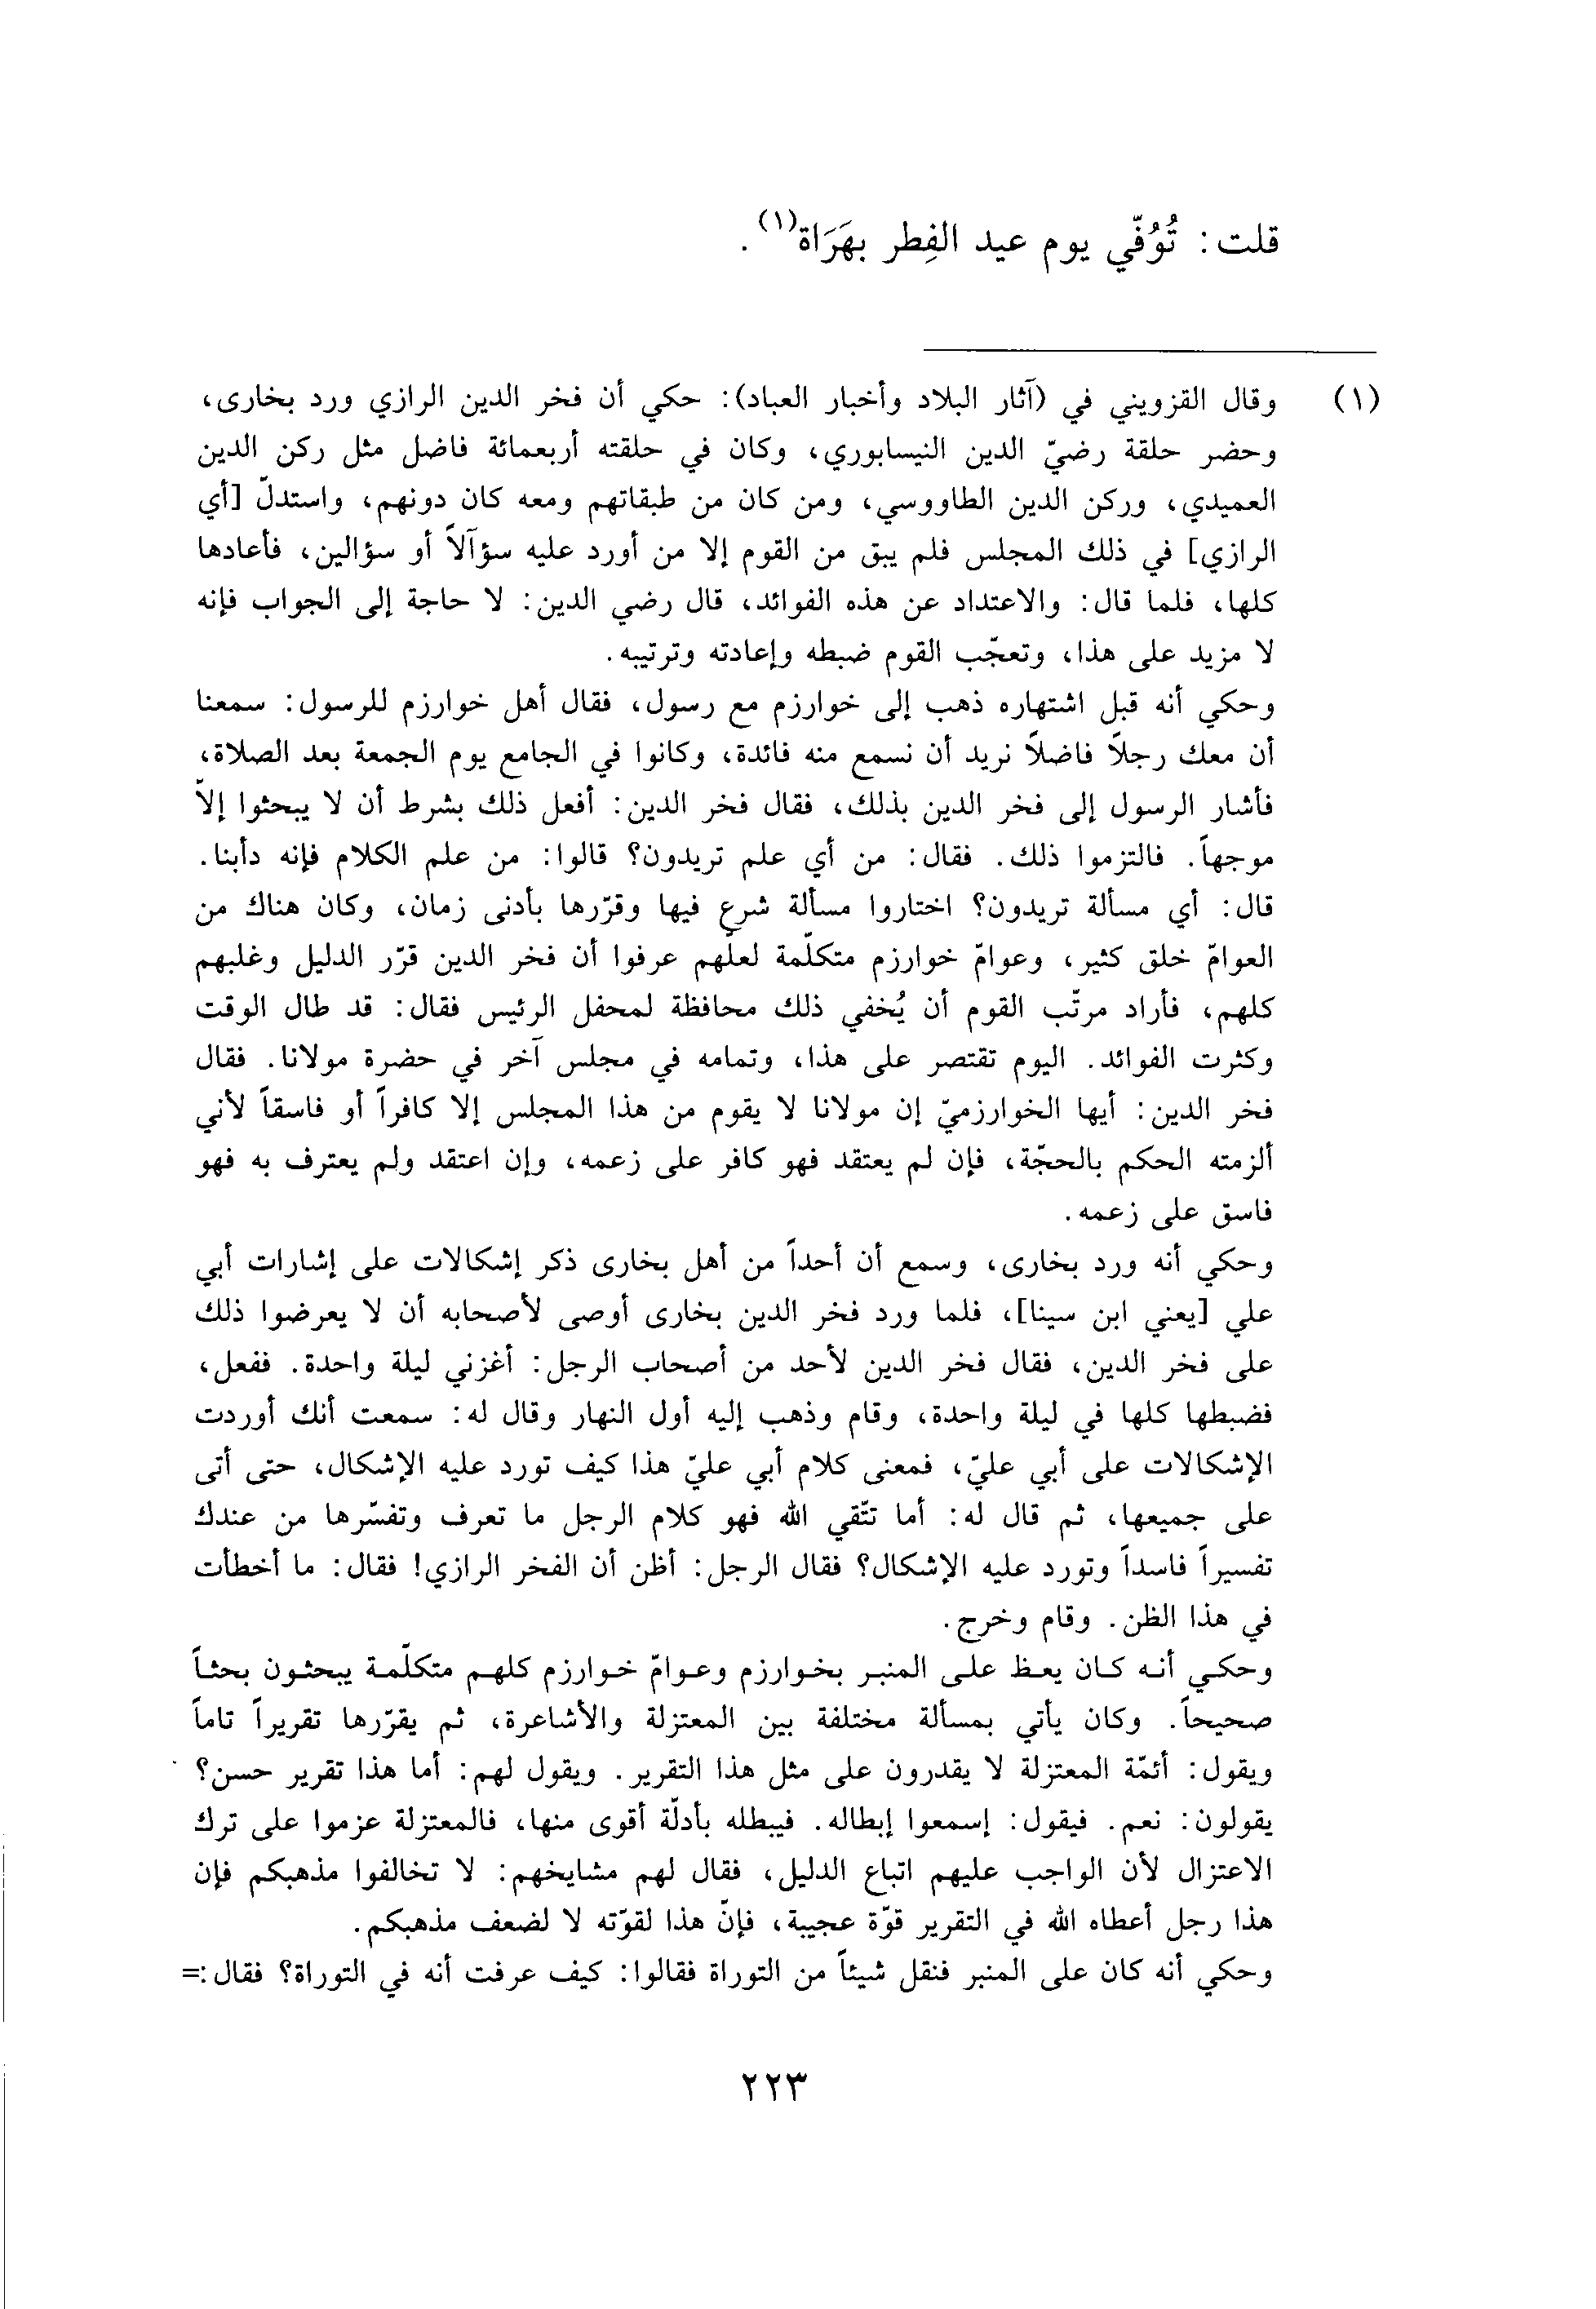 قلت: تُوُفّي يوم عيد الفِطر بهَرَاة(١).
(١) وقال القزويني في (آثار البلاد وأخبار العباد): حكي أن فخر الدين الرازي ورد بخارى،
وحضر حلقة رضيّ الدين النيسابوري، وكان في حلقته أربعمائة فاضل مثل ركن الدين
العميدي، وركن الدين الطاووسي، ومن كان من طبقاتهم ومعه كان دونهم، واستدلّ [أي
الرازي] في ذلك المجلس فلم يبق من القوم إلا من أورد عليه سؤآلاً أو سؤالين، فأعادها
كلها، فلما قال: والاعتداد عن هذه الفوائد، قال رضي الدين: لا حاجة إلى الجواب فإنه
لا مزيد على هذا، وتعجّب القوم ضبطه وإعادته وترتيبه.
وحكي أنه قبل اشتهاره ذهب إلى خوارزم مع رسول، فقال أهل خوارزم للرسول: سمعنا
أن معك رجلاً فاضلاً نريد أن نسمع منه فائدة، وكانوا في الجامع يوم الجمعة بعد الصلاة،
فأشار الرسول إلى فخر الدين بذلك، فقال فخر الدين: أفعل ذلك بشرط أن لا يبحثوا إلاّ
موجهاً. فالتزموا ذلك. فقال: من أي علم تريدون؟ قالوا: من علم الكلام فإنه دأبنا.
قال: أي مسألة تريدون؟ اختاروا مسألة شرع فيها وقرّرها بأدنى زمان، وكان هناك من
العوامّ خلق كثير، وعوامّ خوارزم متكلّمة لعلّهم عرفوا أن فخر الدين قرّر الدليل وغلبهم
كلهم، فأراد مرتّب القوم أن يُخفي ذلك محافظة لمحفل الرئيس فقال: قد طال الوقت
وكثرت الفوائد. اليوم تقتصر على هذا، وتمامه في مجلس آخر في حضرة مولانا. فقال
فخر الدين: أيها الخوارزميّ إن مولانا لا يقوم من هذا المجلس إلا كافراً أو فاسقاً لأني
ألزمته الحكم بالحجّة، فإن لم يعتقد فهو كافر على زعمه، وإن اعتقد ولم يعترف به فهو
فاسق على زعمه.
وحكي أنه ورد بخارى، وسمع أن أحداً من أهل بخارى ذكر إشكالات على إشارات أبي
علي [يعني ابن سينا]، فلما ورد فخر الدين بخارى أوصى لأصحابه أن لا يعرضوا ذلك
على فخر الدين، فقال فخر الدين لأحد من أصحاب الرجل: أغزني ليلة واحدة. ففعل،
فضبطها كلها في ليلة واحدة، وقام وذهب إليه أول النهار وقال له: سمعت أنك أوردت
الإشكالات على أبي عليّ، فمعنى كلام أبي عليّ هذا كيف تورد عليه الإشكال، حتى أتى
على جميعها، ثم قال له: أما تتّقي الله فهو كلام الرجل ما تعرف وتفسّرها من عندك
تفسيراً فاسداً وتورد عليه الإشكال؟ فقال الرجل: أظن أن الفخر الرازي! فقال: ما أخطأت
في هذا الظن. وقام وخرج.
وحكي أنه كان يعظ على المنبر بخوارزم وعوامّ خوارزم كلهم متكلّمة يبحثون بحثاً
صحيحاً. وكان يأتي بمسألة مختلفة بين المعتزلة والأشاعرة، ثم يقرّرها تقريراً تاماً
ويقول: أئمّة المعتزلة لا يقدرون على مثل هذا التقرير. ويقول لهم: أما هذا تقرير حسن؟
يقولون: نعم. فيقول: إسمعوا إبطاله. فيبطله بأدلّة أقوى منها، فالمعتزلة عزموا على ترك
الاعتزال لأن الواجب عليهم اتباع الدليل، فقال لهم مشايخهم: لا تخالفوا مذهبكم فإن
هذا رجل أعطاه الله في التقرير قوّة عجيبة، فإنّ هذا لقوّته لا لضعف مذهبكم.
وحكي أنه كان على المنبر فنقل شيئاً من التوراة فقالوا: كيف عرفت أنه في التوراة؟ فقال:=
٢٢٣